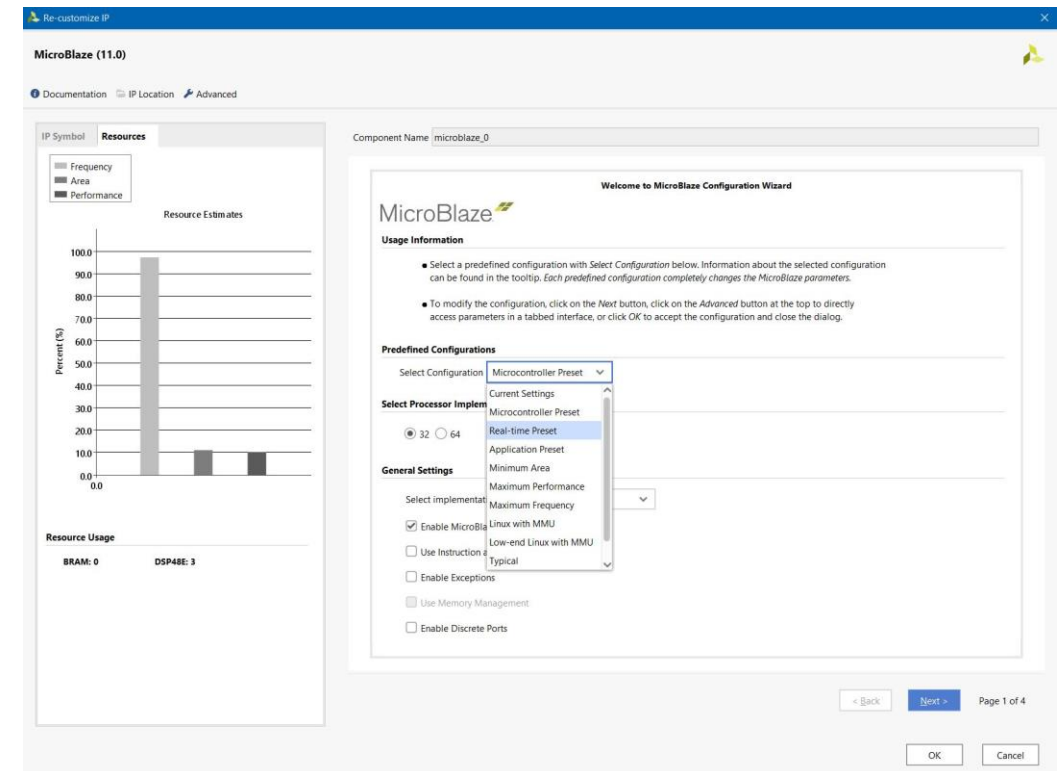 Re-customize IP
MicroBlaze (11.0)
Documentation IP Location Advanced
IP Symbol Resources
Frequency
Area
Performance
Resource Estimates
100.0
90.0
80.0
70.0
60.0
50.0
40.0
30.0
20.0
10.0
0.0
0.0
Percent (%)
Resource Usage
BRAM: 0 DSP48E: 3
Component Name microblaze_0
Welcome to MicroBlaze Configuration Wizard
MicroBlaze
Usage Information
Select a predefined configuration with Select Configuration below. Information about the selected configuration
can be found in the tooltip. Each predefined configuration completely changes the MicroBlaze parameters.
To modify the configuration, click on the Next button, click on the Advanced button at the top to directly
access parameters in a tabbed interface, or click OK to accept the configuration and close the dialog.
Predefined Configurations
Select Configuration Microcontroller Preset
Current Settings
Microcontroller Preset
Real-time Preset
Application Preset
Minimum Area
Maximum Performance
Maximum Frequency
Linux with MMU
Low-end Linux with MMU
Typical
Select Processor Implem
32 64
General Settings
Select implementat
Enable MicroBla
Use Instruction a
Enable Exceptions
Use Memory Management
Enable Discrete Ports
< Back Next > Page 1 of 4
OK Cancel